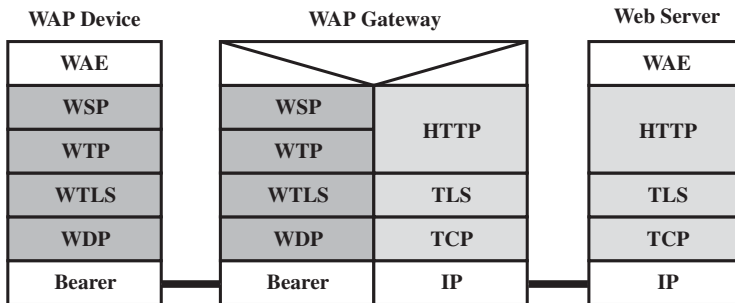 WAP Device WAP Gateway Web Server
WAE WAE
WSP WSP HTTP HTTP
WTP WTP
WTLS WTLS TLS TLS
WDP WDP TCP TCP
Bearer Bearer IP IP